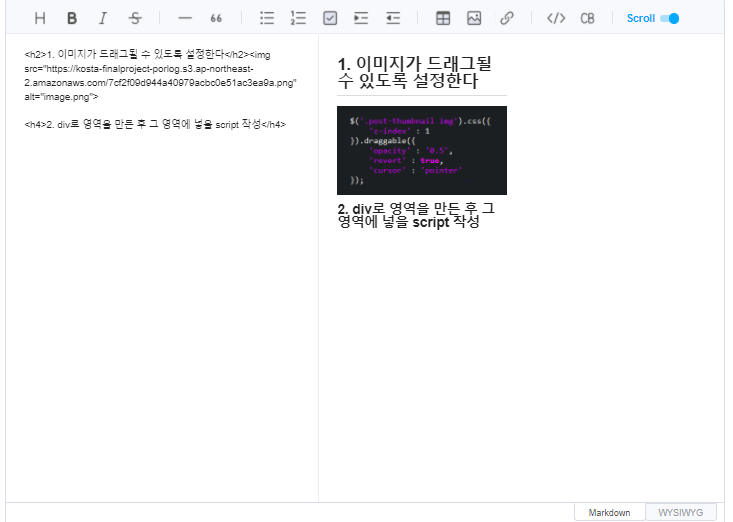 H B I S 66 </> CB Scroll
<h2>1. 이미지가 드래그될 수 있도록 설정한다</h2><img
src="https://kosta-finalproject-porlog.s3.ap-northeast-
2.amazonaws.com/7cf2f09d944a40979acbc0e51ac3ea9a.png"
alt="image.png">
<h4>2. div로 영역을 만든 후 그 영역에 넣을 script 작성</h4>
1. 이미지가 드래그될
수 있도록 설정한다
$('.post-thumbnail img').css({
'z-index' : 1
}).draggable({
'opacity' : '0.5',
'revert' : true,
'cursor' : 'pointer'
});
2. div로 영역을 만든 후 그
영역에 넣을 script 작성
Markdown WYSIWYG